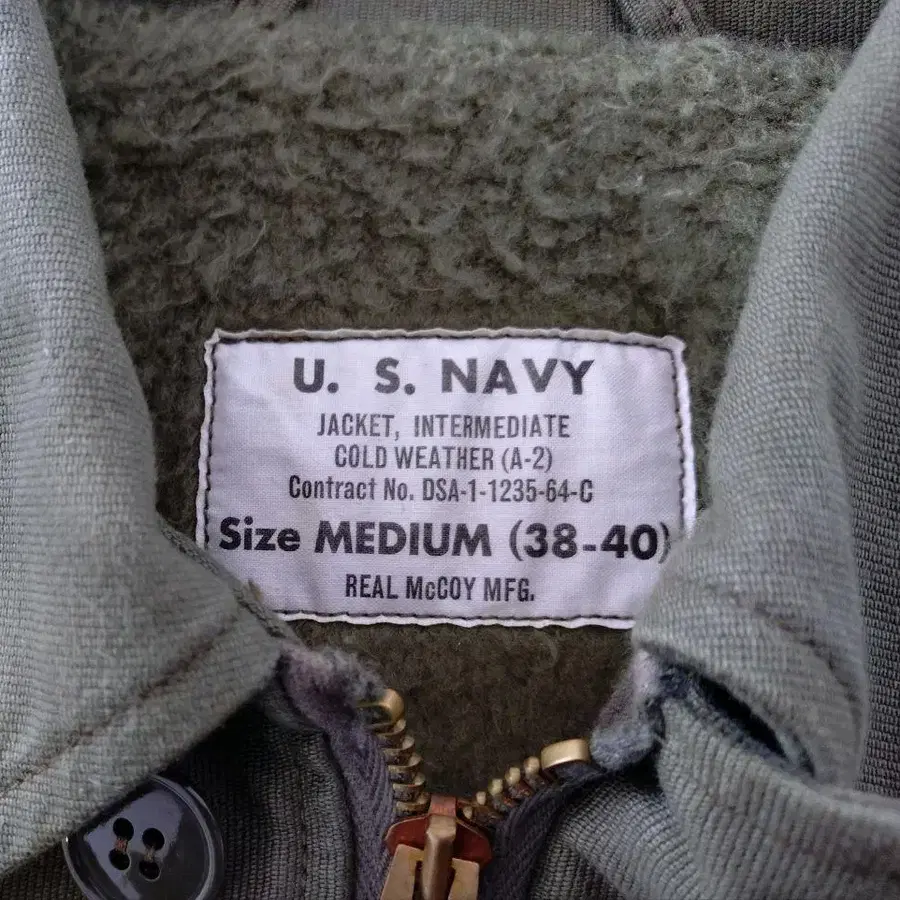 U. S. NAVY
JACKET, INTERMEDIATE
COLD WEATHER (A-2)
Contract No. DSA-1-1235-64-C
Size MEDIUM (38-40)
REAL McCOY MFG.